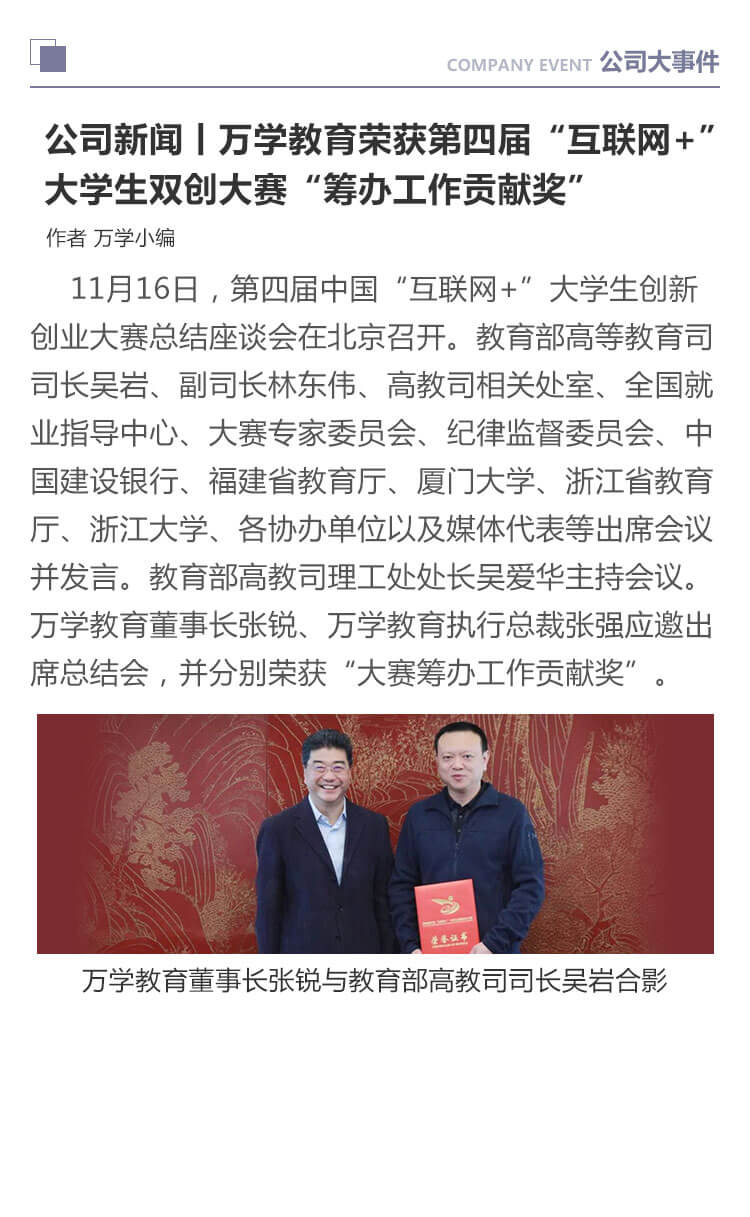 COMPANY EVENT 公司大事件
公司新闻丨万学教育荣获第四届“互联网+”
大学生双创大赛“筹办工作贡献奖”
作者 万学小编
11月16日，第四届中国“互联网+”大学生创新
创业大赛总结座谈会在北京召开。教育部高等教育司
司长吴岩、副司长林东伟、高教司相关处室、全国就
业指导中心、大赛专家委员会、纪律监督委员会、中
国建设银行、福建省教育厅、厦门大学、浙江省教育
厅、浙江大学、各协办单位以及媒体代表等出席会议
并发言。教育部高教司理工处处长吴爱华主持会议。
万学教育董事长张锐、万学教育执行总裁张强应邀出
席总结会，并分别荣获“大赛筹办工作贡献奖”。
荣誉证书
万学教育董事长张锐与教育部高教司司长吴岩合影